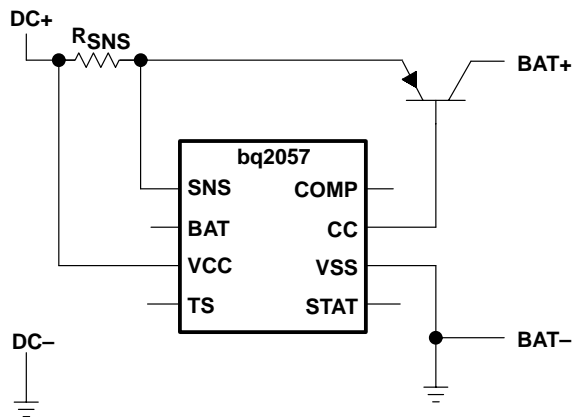 DC+
RSNS
BAT+
bq2057
SNS
COMP
BAT
CC
VCC
VSS
TS
STAT
DC–
BAT–